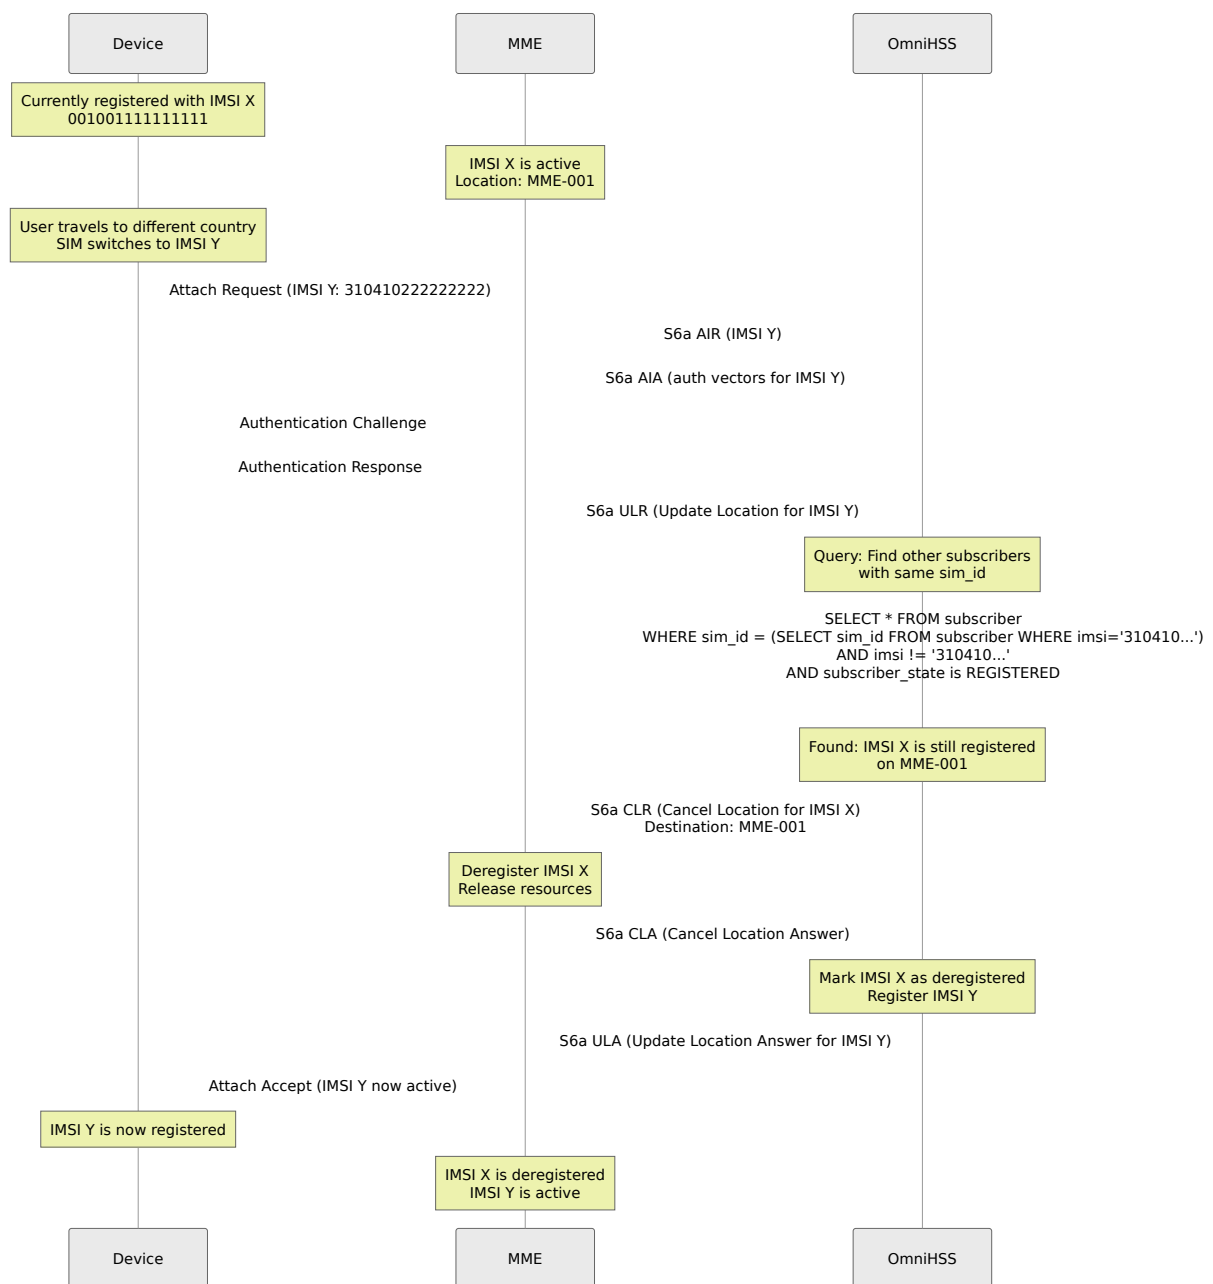 Device
MME
OmniHSS
Currently registered with IMSI X
001001111111111
IMSI X is active
Location: MME-001
User travels to different country
SIM switches to IMSI Y
Attach Request (IMSI Y: 310410222222222)
S6a AIR (IMSI Y)
S6a AIA (auth vectors for IMSI Y)
Authentication Challenge
Authentication Response
S6a ULR (Update Location for IMSI Y)
Query: Find other subscribers
with same sim_id
SELECT * FROM subscriber
WHERE sim_id = (SELECT sim_id FROM subscriber WHERE imsi='310410...')
AND imsi != '310410...'
AND subscriber_state is REGISTERED
Found: IMSI X is still registered
on MME-001
S6a CLR (Cancel Location for IMSI X)
Destination: MME-001
Deregister IMSI X
Release resources
S6a CLA (Cancel Location Answer)
Mark IMSI X as deregistered
Register IMSI Y
S6a ULA (Update Location Answer for IMSI Y)
Attach Accept (IMSI Y now active)
IMSI Y is now registered
IMSI X is deregistered
IMSI Y is active
Device
MME
OmniHSS